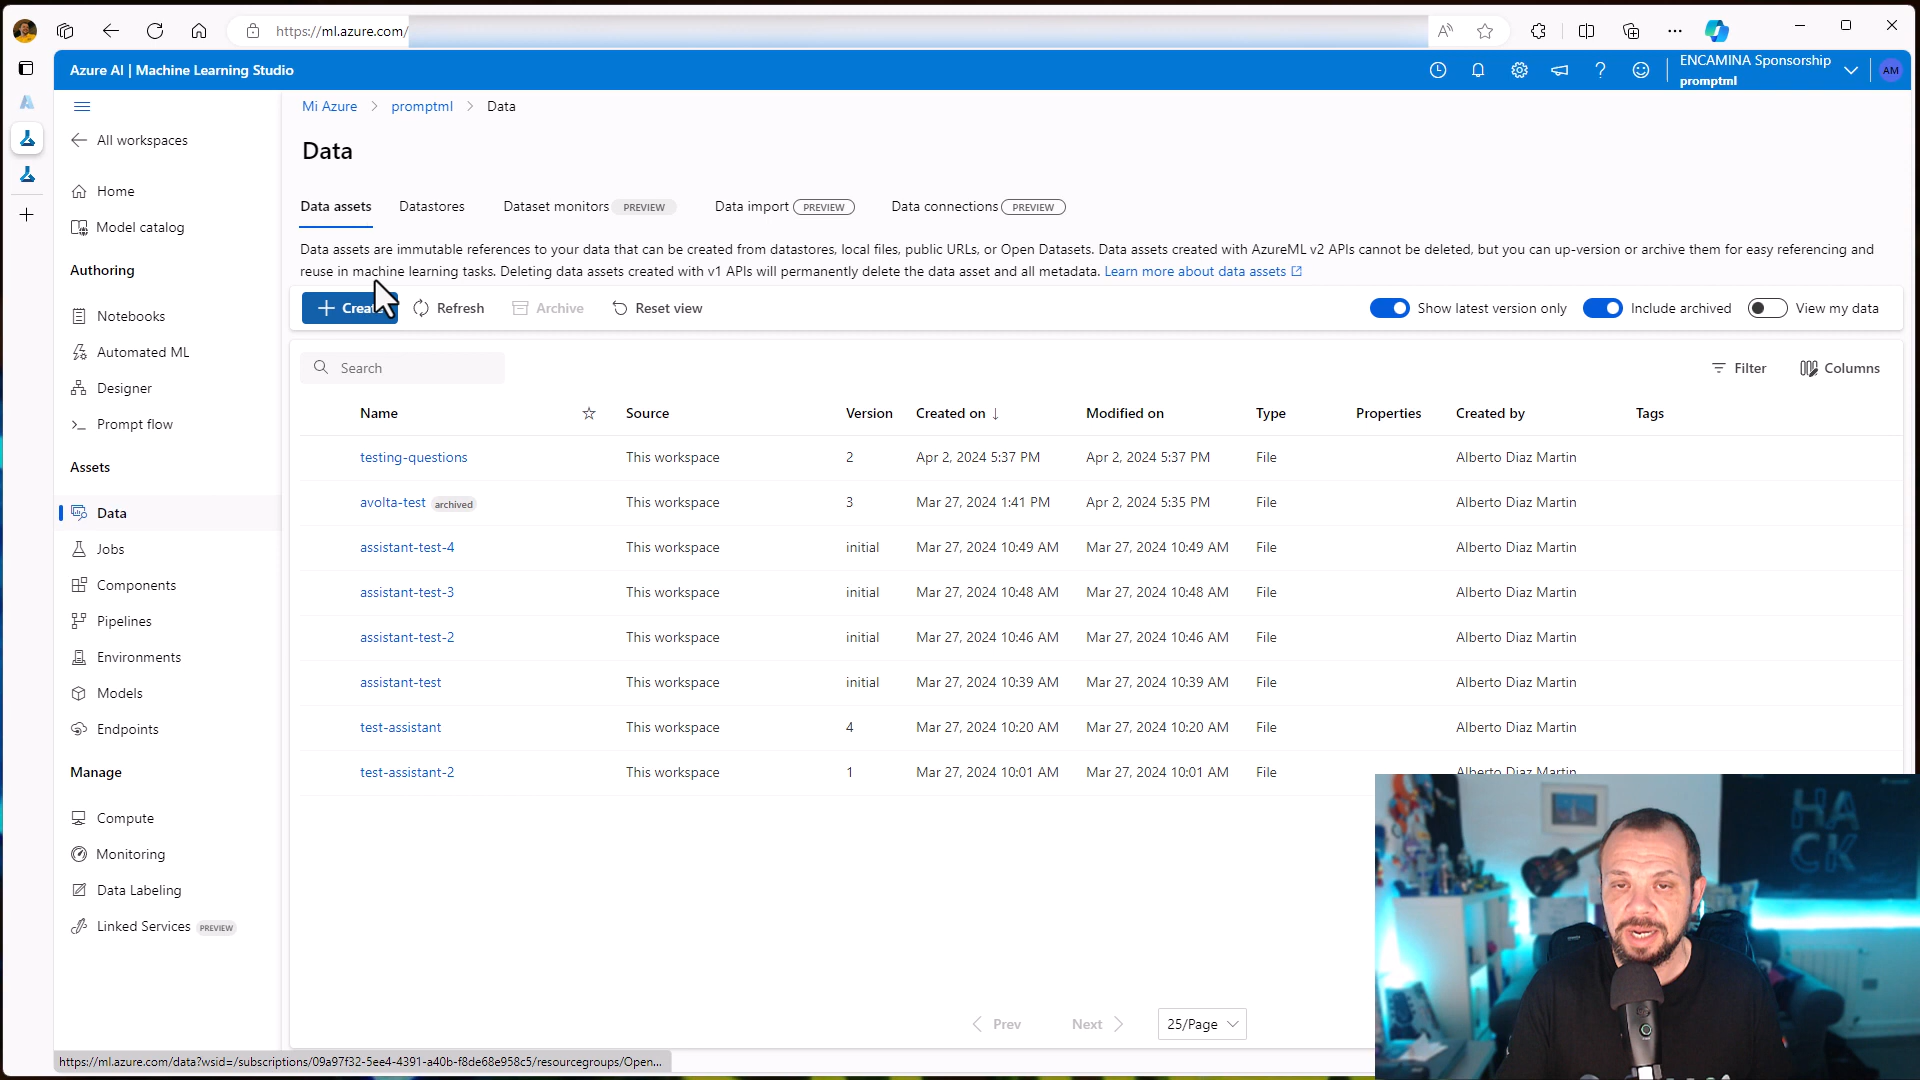 https://ml.azure.com/
Azure AI | Machine Learning Studio
ENCAMINA Sponsorship
promptml
AM
All workspaces
Home
Model catalog
Authoring
Notebooks
Automated ML
Designer
Prompt flow
Assets
Data
Jobs
Components
Pipelines
Environments
Models
Endpoints
Manage
Compute
Monitoring
Data Labeling
Linked Services PREVIEW
Mi Azure > promptml > Data
Data
Data assets Datastores Dataset monitors PREVIEW Data import PREVIEW Data connections PREVIEW
Data assets are immutable references to your data that can be created from datastores, local files, public URLs, or Open Datasets. Data assets created with AzureML v2 APIs cannot be deleted, but you can up-version or archive them for easy referencing and
reuse in machine learning tasks. Deleting data assets created with v1 APIs will permanently delete the data asset and all metadata. Learn more about data assets
Create Refresh Archive Reset view Show latest version only Include archived View my data
Search Filter Columns
Name Source Version Created on ↓ Modified on Type Properties Created by Tags
testing-questions This workspace 2 Apr 2, 2024 5:37 PM Apr 2, 2024 5:37 PM File Alberto Diaz Martin
avolta-test archived This workspace 3 Mar 27, 2024 1:41 PM Apr 2, 2024 5:35 PM File Alberto Diaz Martin
assistant-test-4 This workspace initial Mar 27, 2024 10:49 AM Mar 27, 2024 10:49 AM File Alberto Diaz Martin
assistant-test-3 This workspace initial Mar 27, 2024 10:48 AM Mar 27, 2024 10:48 AM File Alberto Diaz Martin
assistant-test-2 This workspace initial Mar 27, 2024 10:46 AM Mar 27, 2024 10:46 AM File Alberto Diaz Martin
assistant-test This workspace initial Mar 27, 2024 10:39 AM Mar 27, 2024 10:39 AM File Alberto Diaz Martin
test-assistant This workspace 4 Mar 27, 2024 10:20 AM Mar 27, 2024 10:20 AM File Alberto Diaz Martin
test-assistant-2 This workspace 1 Mar 27, 2024 10:01 AM Mar 27, 2024 10:01 AM File Alberto Diaz Martin
Prev Next 25/Page
https://ml.azure.com/data?wsid=/subscriptions/09a97f32-5ee4-4391-a40b-f8de68e958c5/resourcegroups/Open...
HA
CK